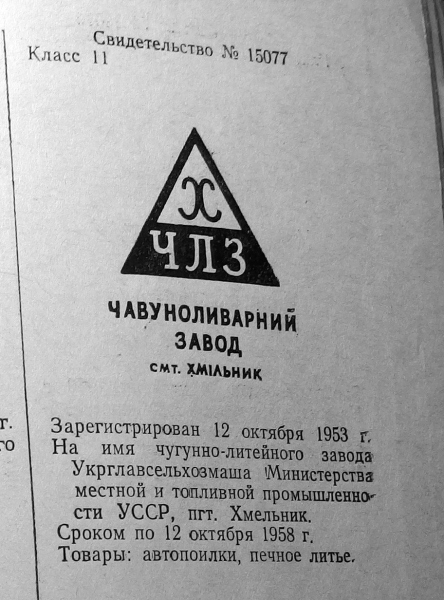 Свидетельство № 15077
Класс 11
Х
ЧЛЗ
ЧАВУНОЛИВАРНИЙ
ЗАВОД
СМТ. ХМІЛЬНИК
Зарегистрирован 12 октября 1953 г.
На имя чугунно-литейного завода
Укрглавсельхозмаша Министерства
местной и топливной промышленно-
сти УССР, пгт. Хмельник.
Сроком по 12 октября 1958 г.
Товары: автопоилки, печное литье.
г.
го